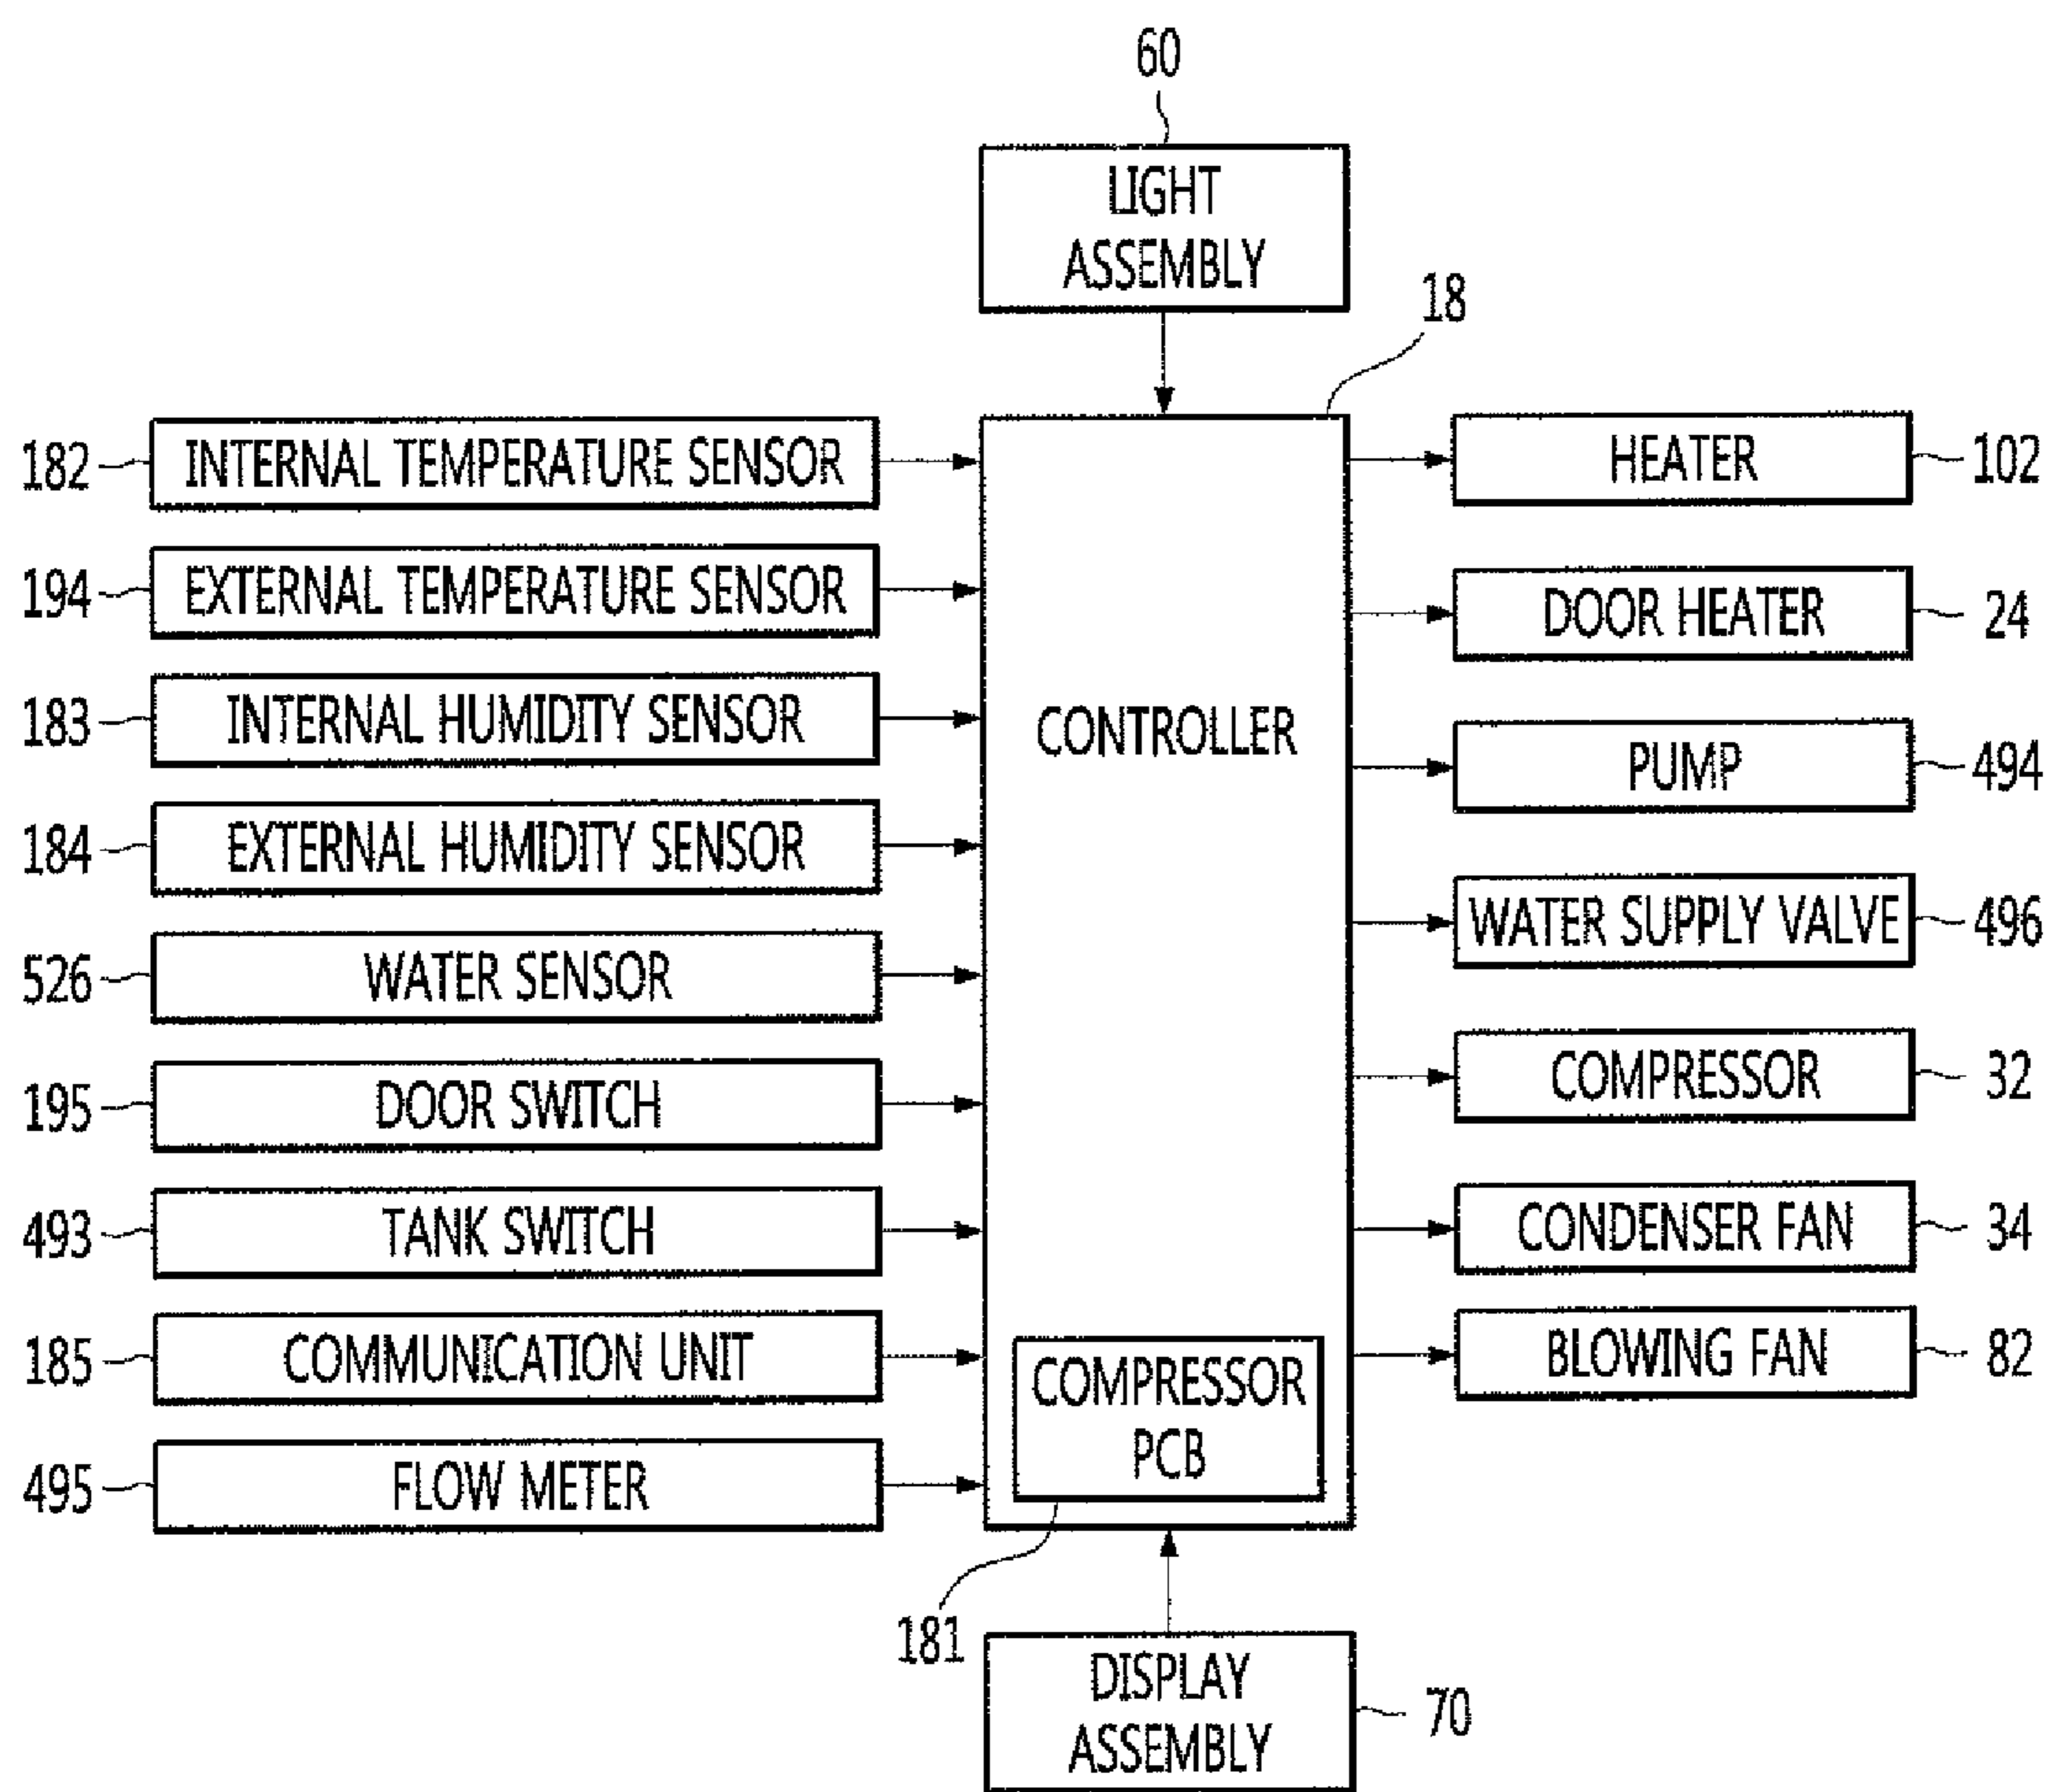 60
LIGHT
ASSEMBLY
18
182
INTERNAL TEMPERATURE SENSOR
194
EXTERNAL TEMPERATURE SENSOR
183
INTERNAL HUMIDITY SENSOR
184
EXTERNAL HUMIDITY SENSOR
526
WATER SENSOR
195
DOOR SWITCH
493
TANK SWITCH
185
COMMUNICATION UNIT
495
FLOW METER
CONTROLLER
COMPRESSOR
PCB
181
HEATER
102
DOOR HEATER
24
PUMP
494
WATER SUPPLY VALVE
496
COMPRESSOR
32
CONDENSER FAN
34
BLOWING FAN
82
DISPLAY
ASSEMBLY
70